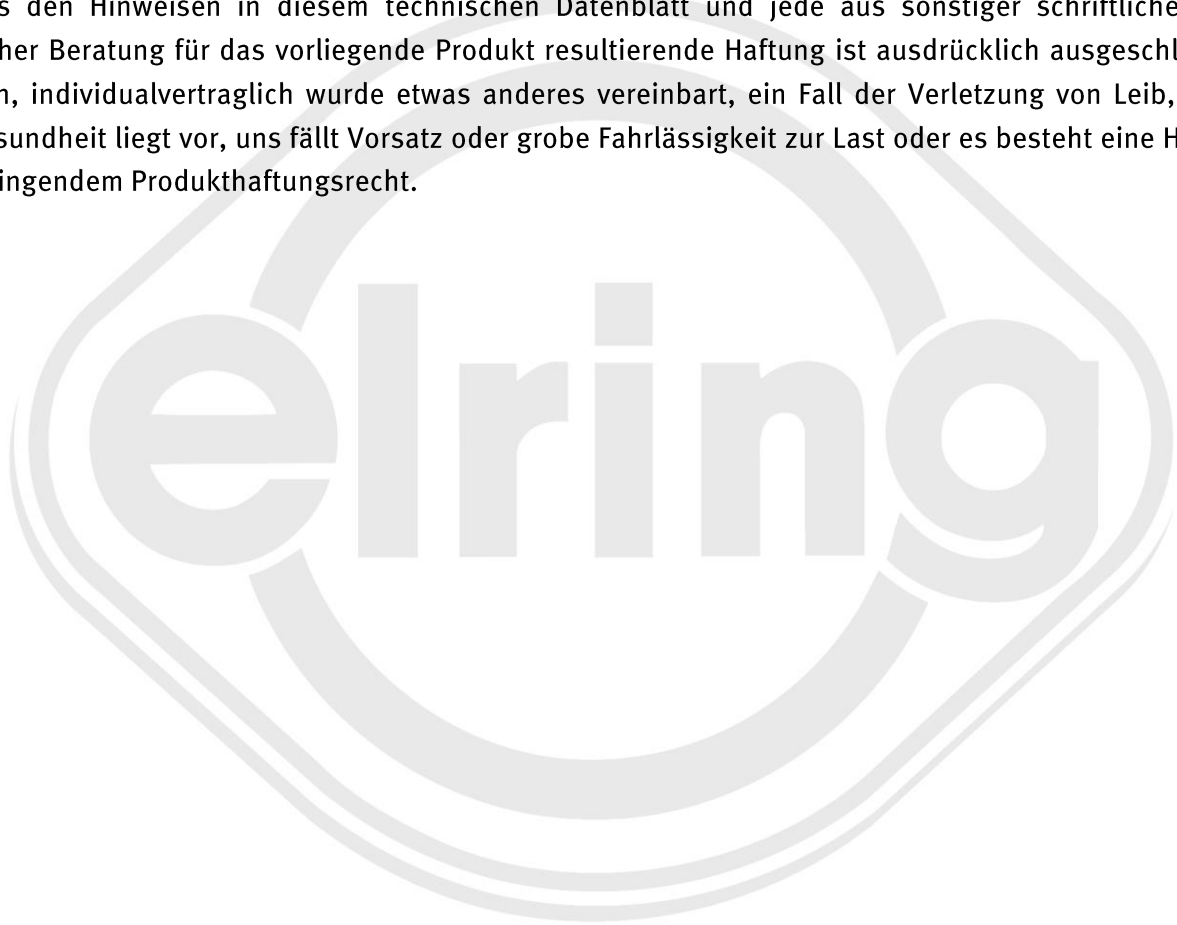 s den Hinweisen in diesem technischen Datenblatt und jede aus sonstiger schriftliche
her Beratung für das vorliegende Produkt resultierende Haftung ist ausdrücklich ausgeschl
n, individualvertraglich wurde etwas anderes vereinbart, ein Fall der Verletzung von Leib,
sundheit liegt vor, uns fällt Vorsatz oder grobe Fahrlässigkeit zur Last oder es besteht eine H
ingendem Produkthaftungsrecht.
elring